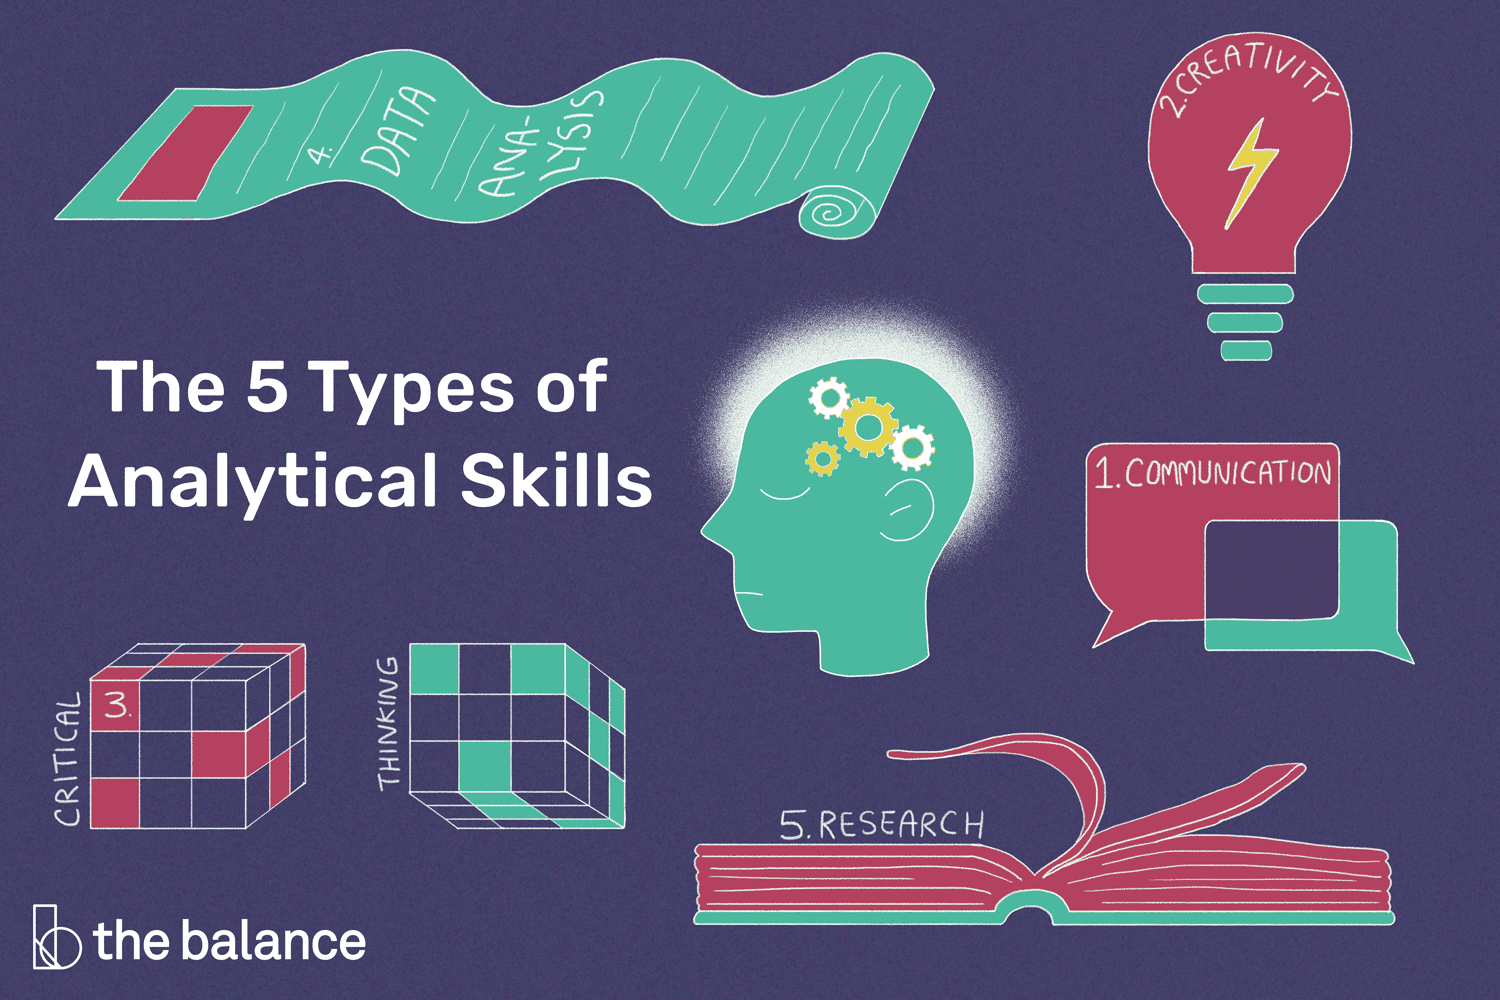 The 5 Types of
Analytical Skills
1. COMMUNICATION
2. CREATIVITY
CRITICAL
3.
THINKING
4.
DATA
ANA-
LYSIS
5. RESEARCH
the balance